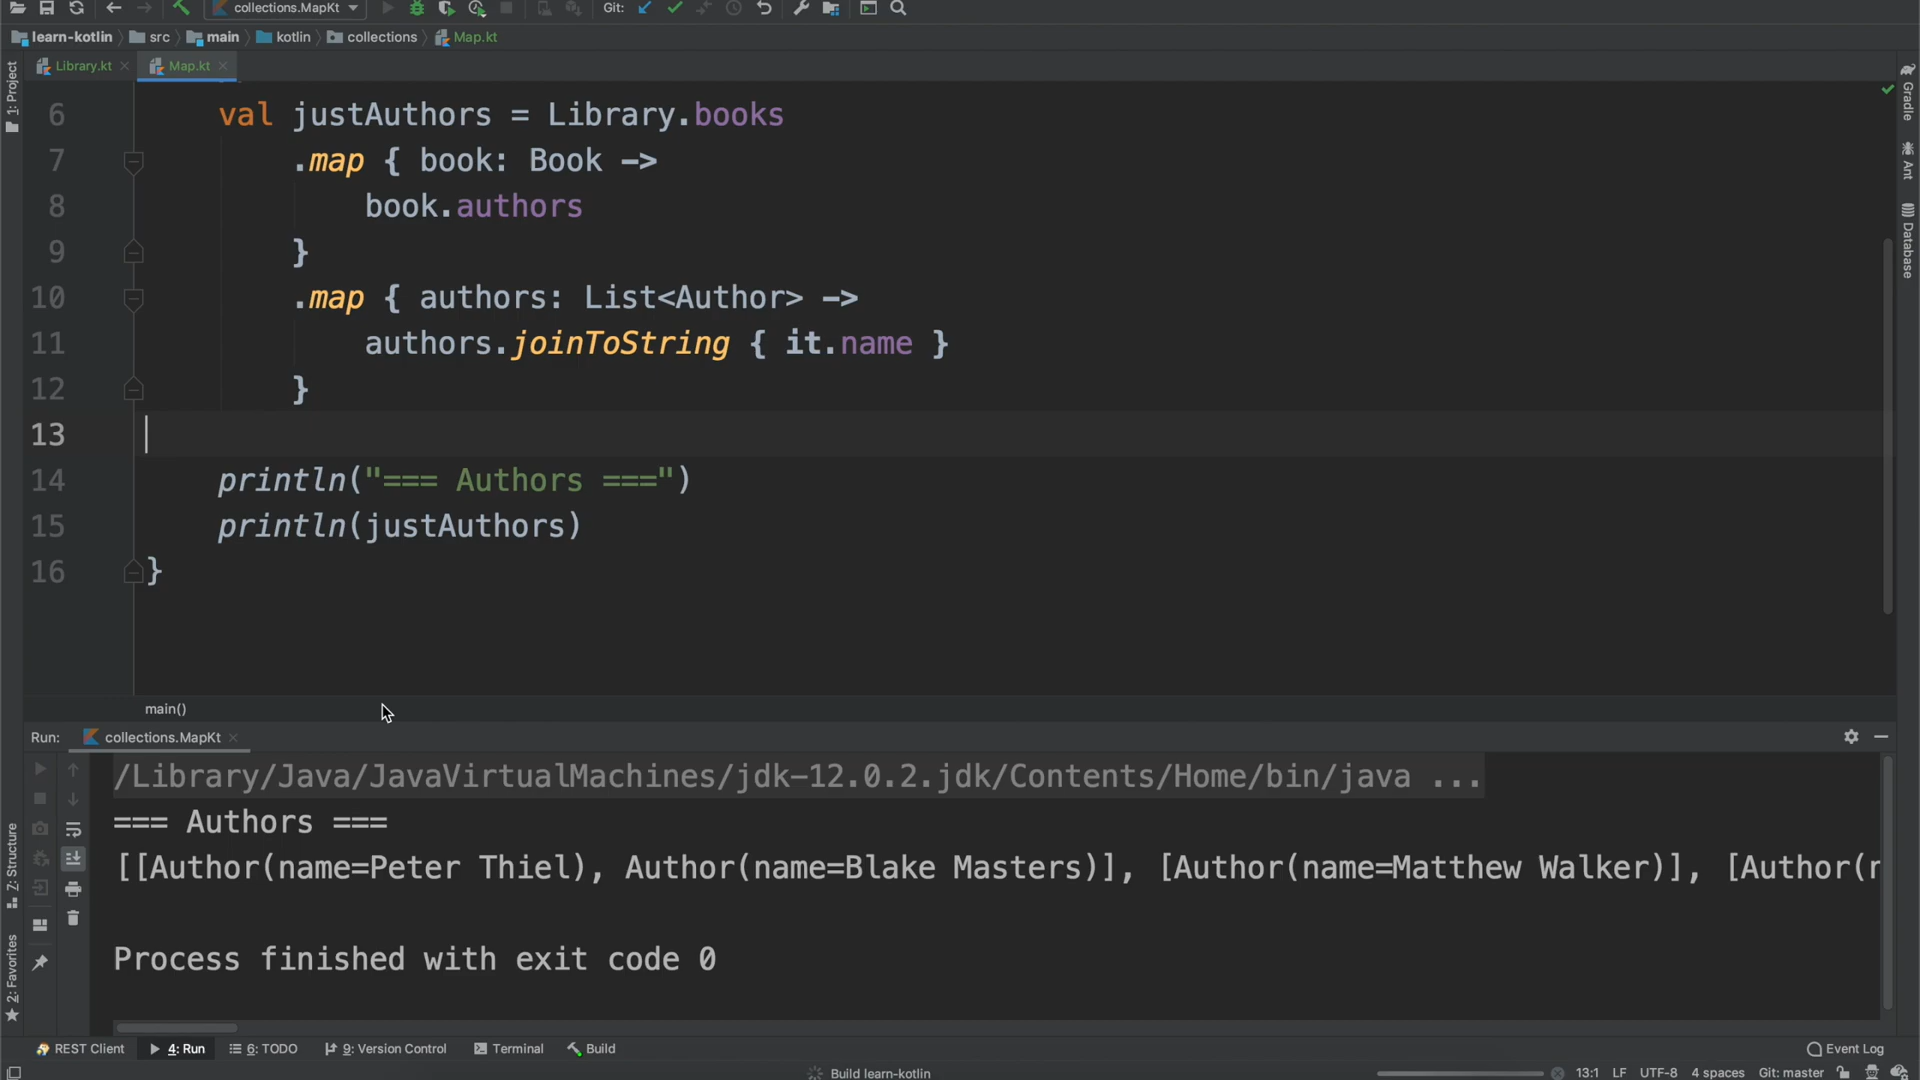 collections.MapKt
Git:
learn-kotlin
src
main
kotlin
collections
Map.kt
Library.kt
Map.kt
1: Project
Gradle
Ant
Database
6 val justAuthors = Library.books
7 .map { book: Book ->
8 book.authors
9 }
10 .map { authors: List<Author> ->
11 authors.joinToString { it.name }
12 }
13
14 println("=== Authors ===")
15 println(justAuthors)
16 }
main()
Run:
collections.MapKt
/Library/Java/JavaVirtualMachines/jdk-12.0.2.jdk/Contents/Home/bin/java ...
=== Authors ===
[[Author(name=Peter Thiel), Author(name=Blake Masters)], [Author(name=Matthew Walker)], [Author(
Process finished with exit code 0
Z: Structure
2: Favorites
REST Client
4: Run
6: TODO
9: Version Control
Terminal
Build
Event Log
Build learn-kotlin
13:1
LF
UTF-8
4 spaces
Git: master